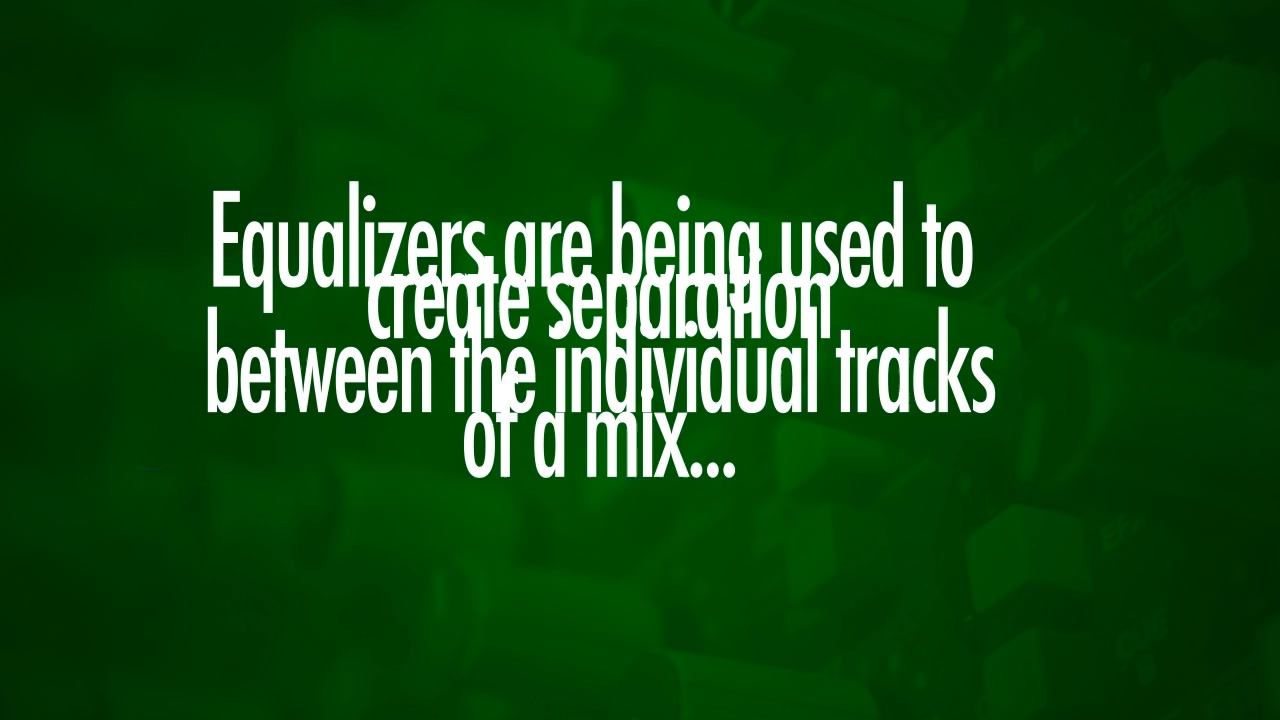 Equalizers are being used to
create separation
between the individual tracks
of a mix...